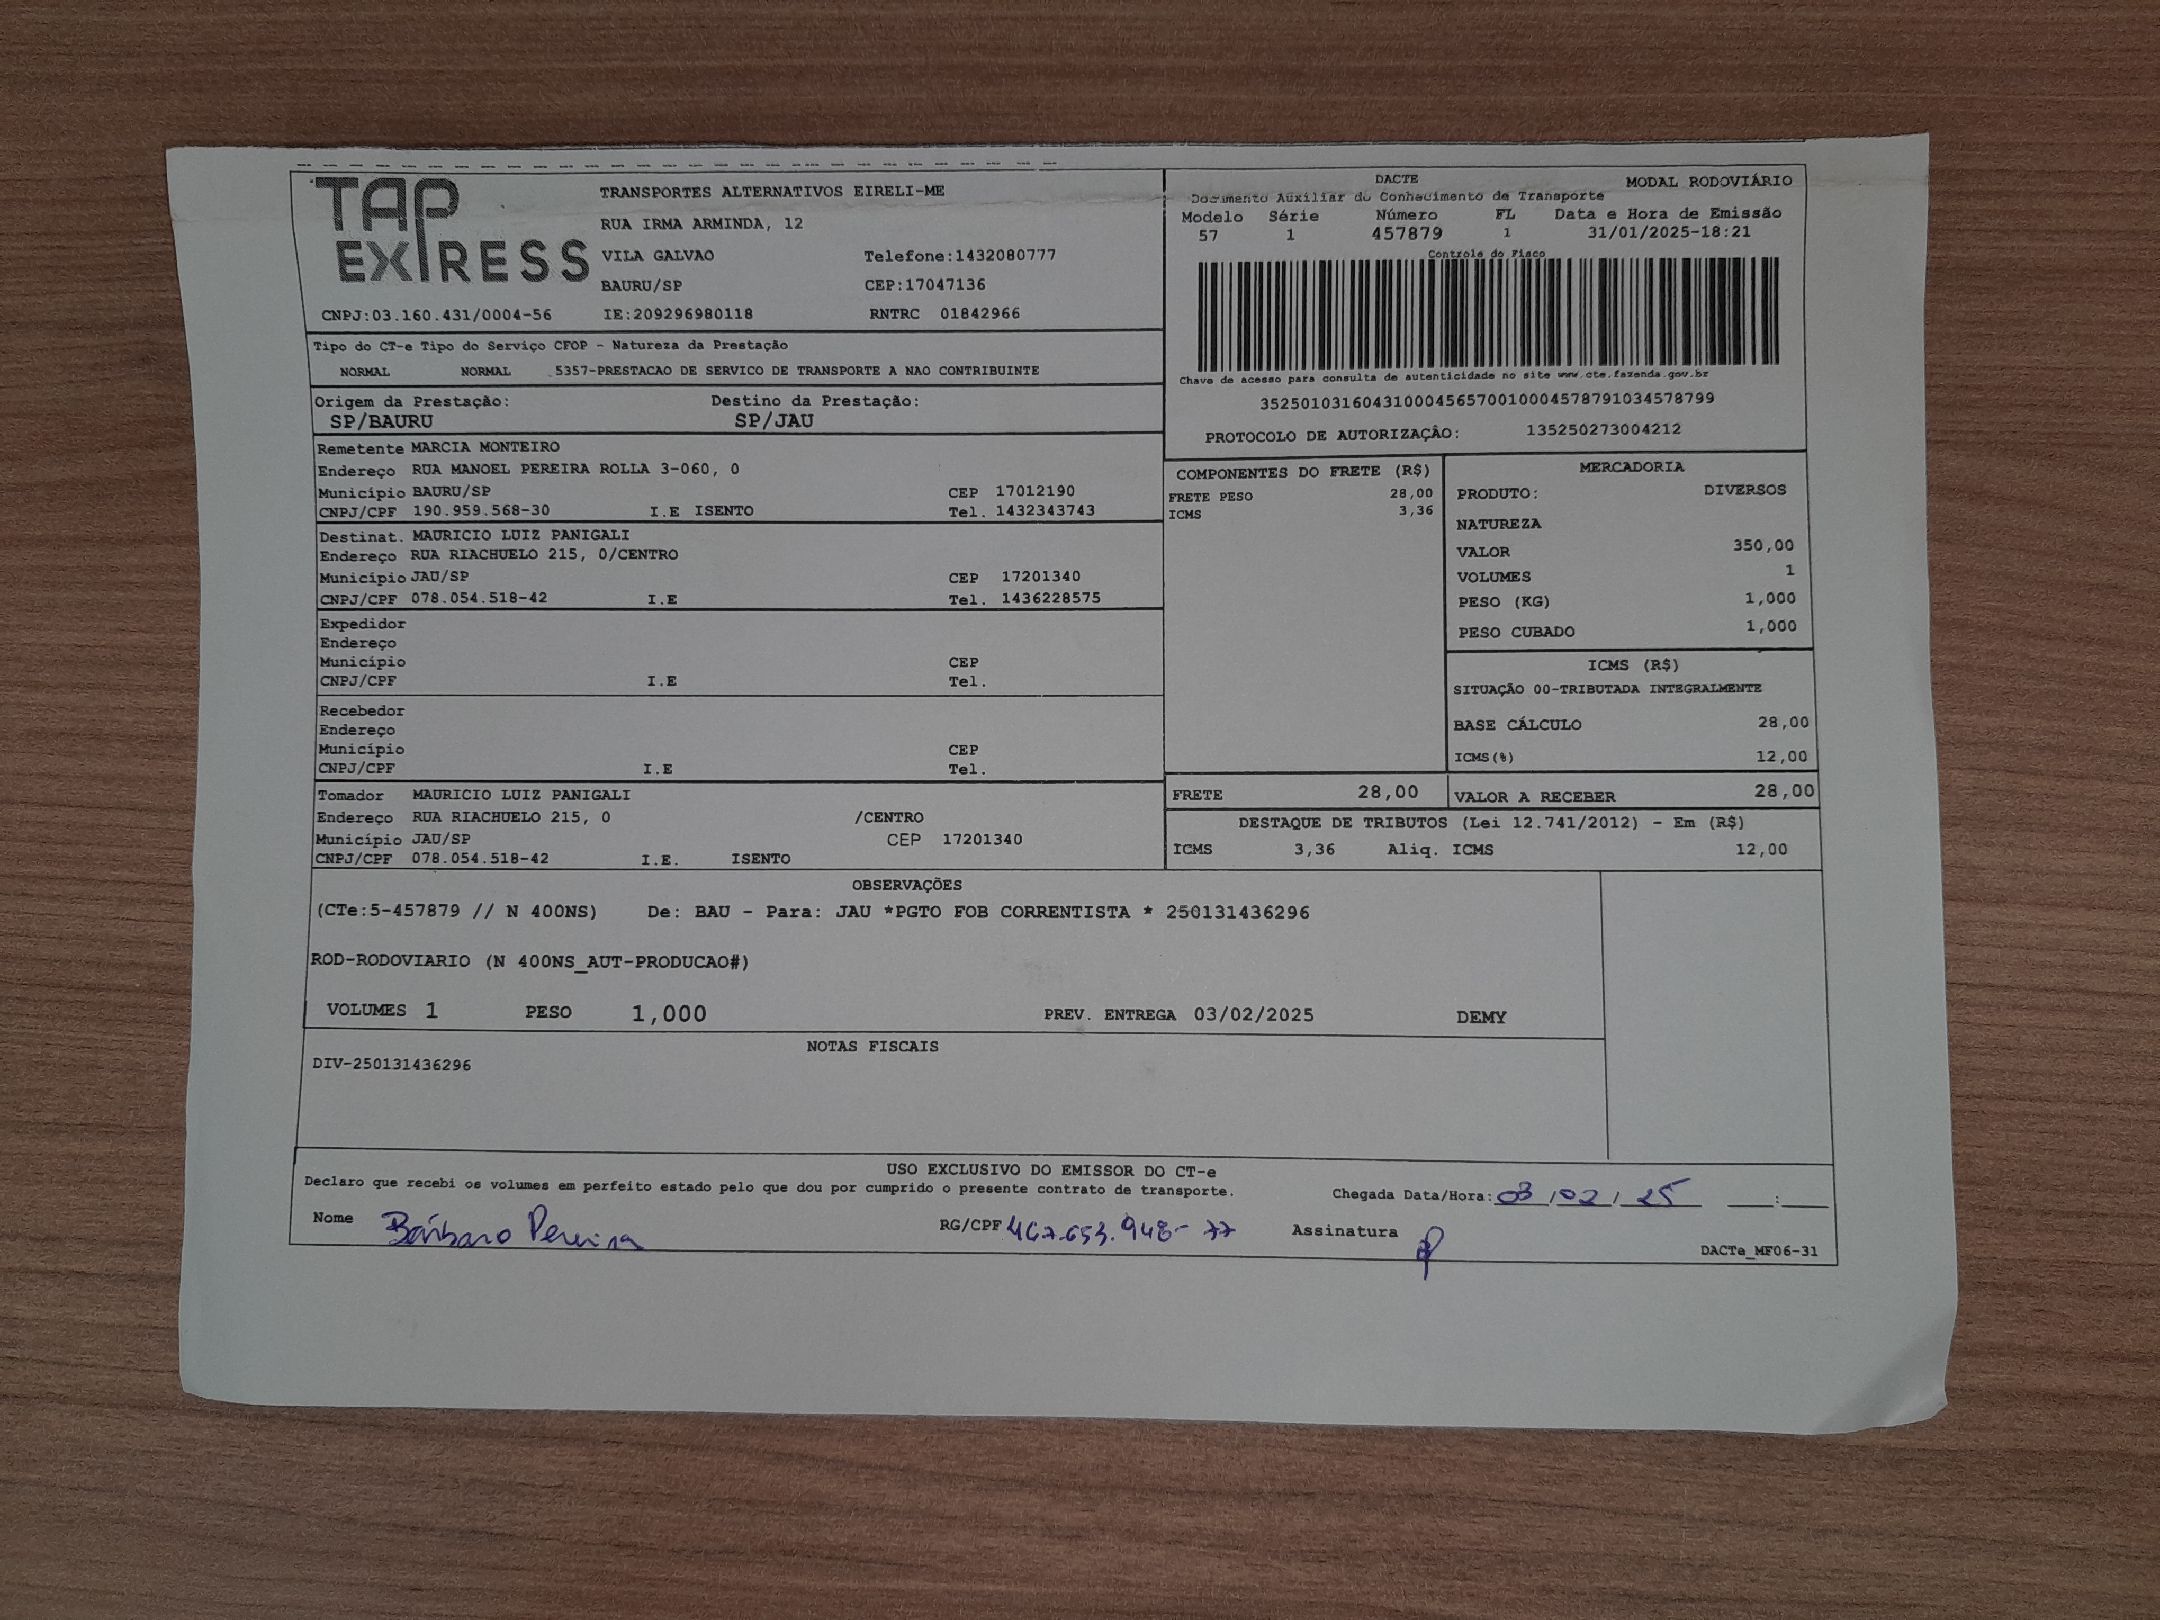 TAP EXPRESS
TRANSPORTES ALTERNATIVOS EIRELI-ME
RUA IRMA ARMINDA, 12
VILA GALVAO Telefone:1432080777
BAURU/SP CEP:17047136
CNPJ:03.160.431/0004-56 IE:209296980118 RNTRC 01842966
DACTE MODAL RODOVIÁRIO
Documento Auxiliar do Conhecimento de Transporte
Modelo Série Número FL Data e Hora de Emissão
57 1 457879 1 31/01/2025-18:21
Controle do Fisco
Chave de acesso para consulta de autenticidade no site www.cte.fazenda.gov.br
35250103160431000456570010004578791034578799
PROTOCOLO DE AUTORIZAÇÂO: 135250273004212
Tipo do CT-e Tipo do Serviço CFOP - Natureza da Prestação
NORMAL NORMAL 5357-PRESTACAO DE SERVICO DE TRANSPORTE A NAO CONTRIBUINTE
Origem da Prestação: Destino da Prestação:
SP/BAURU SP/JAU
Remetente MARCIA MONTEIRO
Endereço RUA MANOEL PEREIRA ROLLA 3-060, 0
Município BAURU/SP CEP 17012190
CNPJ/CPF 190.959.568-30 I.E ISENTO Tel. 1432343743
Destinat. MAURICIO LUIZ PANIGALI
Endereço RUA RIACHUELO 215, 0/CENTRO
Município JAU/SP CEP 17201340
CNPJ/CPF 078.054.518-42 I.E Tel. 1436228575
Expedidor
Endereço
Município CEP
CNPJ/CPF I.E Tel.
Recebedor
Endereço
Município CEP
CNPJ/CPF I.E Tel.
Tomador MAURICIO LUIZ PANIGALI
Endereço RUA RIACHUELO 215, 0 /CENTRO
Município JAU/SP CEP 17201340
CNPJ/CPF 078.054.518-42 I.E. ISENTO
COMPONENTES DO FRETE (R$)
FRETE PESO 28,00
ICMS 3,36
MERCADORIA
PRODUTO: DIVERSOS
NATUREZA
VALOR 350,00
VOLUMES 1
PESO (KG) 1,000
PESO CUBADO 1,000
ICMS (R$)
SITUAÇÃO 00-TRIBUTADA INTEGRALMENTE
BASE CÁLCULO 28,00
ICMS(%) 12,00
FRETE 28,00 VALOR A RECEBER 28,00
DESTAQUE DE TRIBUTOS (Lei 12.741/2012) - Em (R$)
ICMS 3,36 Aliq. ICMS 12,00
OBSERVAÇÕES
(CTe:5-457879 // N 400NS) De: BAU - Para: JAU *PGTO FOB CORRENTISTA * 250131436296
ROD-RODOVIARIO (N 400NS_AUT-PRODUCAO#)
VOLUMES 1 PESO 1,000 PREV. ENTREGA 03/02/2025 DEMY
NOTAS FISCAIS
DIV-250131436296
USO EXCLUSIVO DO EMISSOR DO CT-e
Declaro que recebi os volumes em perfeito estado pelo que dou por cumprido o presente contrato de transporte.
Chegada Data/Hora: 03/02/25 __:__
Nome Bárbara Pereira RG/CPF 467.653.948-77 Assinatura
DACTe_MF06-31